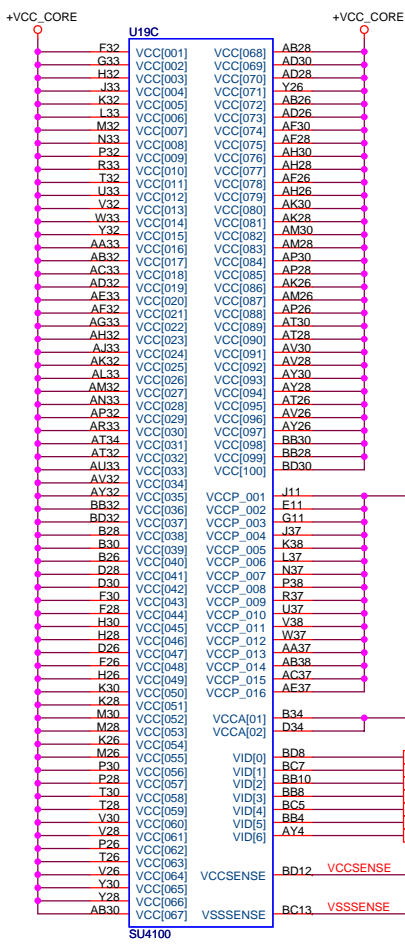 +VCC_CORE
+VCC_CORE
U19C
F32 VCC[001]
G33 VCC[002]
H32 VCC[003]
J33 VCC[004]
K32 VCC[005]
L33 VCC[006]
M32 VCC[007]
N33 VCC[008]
P32 VCC[009]
R33 VCC[010]
T32 VCC[011]
U33 VCC[012]
V32 VCC[013]
W33 VCC[014]
Y32 VCC[015]
AA33 VCC[016]
AB32 VCC[017]
AC33 VCC[018]
AD32 VCC[019]
AE33 VCC[020]
AF32 VCC[021]
AG33 VCC[022]
AH32 VCC[023]
AJ33 VCC[024]
AK32 VCC[025]
AL33 VCC[026]
AM32 VCC[027]
AN33 VCC[028]
AP32 VCC[029]
AR33 VCC[030]
AT34 VCC[031]
AT32 VCC[032]
AU33 VCC[033]
AV32 VCC[034]
AY32 VCC[035]
BB32 VCC[036]
BD32 VCC[037]
B28 VCC[038]
B30 VCC[039]
B26 VCC[040]
D28 VCC[041]
D30 VCC[042]
F30 VCC[043]
F28 VCC[044]
H30 VCC[045]
H28 VCC[046]
D26 VCC[047]
F26 VCC[048]
H26 VCC[049]
K30 VCC[050]
K28 VCC[051]
M30 VCC[052]
M28 VCC[053]
K26 VCC[054]
M26 VCC[055]
P30 VCC[056]
P28 VCC[057]
T30 VCC[058]
T28 VCC[059]
V30 VCC[060]
V28 VCC[061]
P26 VCC[062]
T26 VCC[063]
V26 VCC[064]
Y30 VCC[065]
Y28 VCC[066]
AB30 VCC[067]
VCC[068] AB28
VCC[069] AD30
VCC[070] AD28
VCC[071] Y26
VCC[072] AB26
VCC[073] AD26
VCC[074] AF30
VCC[075] AF28
VCC[076] AH30
VCC[077] AH28
VCC[078] AF26
VCC[079] AH26
VCC[080] AK30
VCC[081] AK28
VCC[082] AM30
VCC[083] AM28
VCC[084] AP30
VCC[085] AP28
VCC[086] AK26
VCC[087] AM26
VCC[088] AP26
VCC[089] AT30
VCC[090] AT28
VCC[091] AV30
VCC[092] AV28
VCC[093] AY30
VCC[094] AY28
VCC[095] AT26
VCC[096] AV26
VCC[097] AY26
VCC[098] BB30
VCC[099] BB28
VCC[100] BD30
VCCP_001 J11
VCCP_002 E11
VCCP_003 G11
VCCP_004 J37
VCCP_005 K38
VCCP_006 L37
VCCP_007 N37
VCCP_008 P38
VCCP_009 R37
VCCP_010 U37
VCCP_011 V38
VCCP_012 W37
VCCP_013 AA37
VCCP_014 AB38
VCCP_015 AC37
VCCP_016 AE37
VCCA[01] B34
VCCA[02] D34
VID[0] BD8
VID[1] BC7
VID[2] BB10
VID[3] BB8
VID[4] BC5
VID[5] BB4
VID[6] AY4
VCCSENSE BD12 VCCSENSE
VSSSENSE BC13 VSSSENSE
SU4100